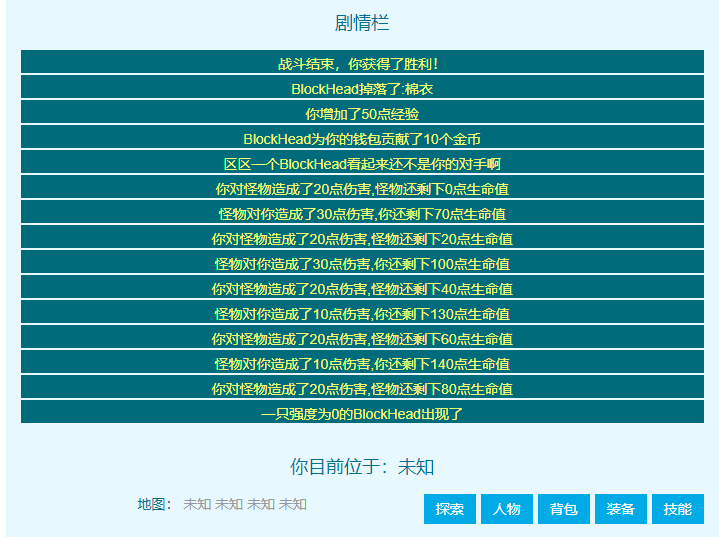 剧情栏
战斗结束，你获得了胜利！
BlockHead掉落了:棉衣
你增加了50点经验
BlockHead为你的钱包贡献了10个金币
区区一个BlockHead看起来还不是你的对手啊
你对怪物造成了20点伤害,怪物还剩下0点生命值
怪物对你造成了30点伤害,你还剩下70点生命值
你对怪物造成了20点伤害,怪物还剩下20点生命值
怪物对你造成了30点伤害,你还剩下100点生命值
你对怪物造成了20点伤害,怪物还剩下40点生命值
怪物对你造成了10点伤害,你还剩下130点生命值
你对怪物造成了20点伤害,怪物还剩下60点生命值
怪物对你造成了10点伤害,你还剩下140点生命值
你对怪物造成了20点伤害,怪物还剩下80点生命值
一只强度为0的BlockHead出现了
你目前位于：未知
地图： 未知 未知 未知 未知 探索 人物 背包 装备 技能